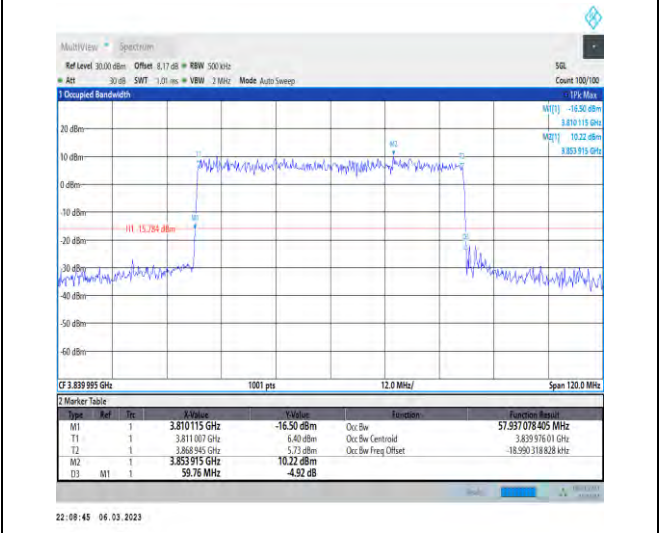 MultiView Spectrum
Ref Level 30.00 dBm Offset 8.17 dB RBW 500 kHz SGL
Att 30 dB SWT 1.01 ms VBW 2 MHz Mode Auto Sweep Count 100/100
1 Occupied Bandwidth 1Pk Max
M1[1] -16.50 dBm
3.810 115 GHz
M2[1] 10.22 dBm
3.853 915 GHz
20 dBm
M2
10 dBm
T1
0 dBm
-10 dBm
M1
H1 15.784 dBm
-20 dBm
-30 dBm
-40 dBm
-50 dBm
-60 dBm
CF 3.839 995 GHz 1001 pts 12.0 MHz/ Span 120.0 MHz
2 Marker Table
Type Ref Trc X-Value Y-Value Function Function Result
M1 1 3.810115 GHz -16.50 dBm Occ Bw 57.937 078 405 MHz
T1 1 3.811 007 GHz 6.40 dBm Occ Bw Centroid 3.839 976 01 GHz
T2 1 3.868 945 GHz 5.73 dBm Occ Bw Freq Offset -18.990 318 828 kHz
M2 1 3.853 915 GHz 10.22 dBm
D3 M1 1 59.76 MHz -4.92 dB
22:08:45 06.03.2023